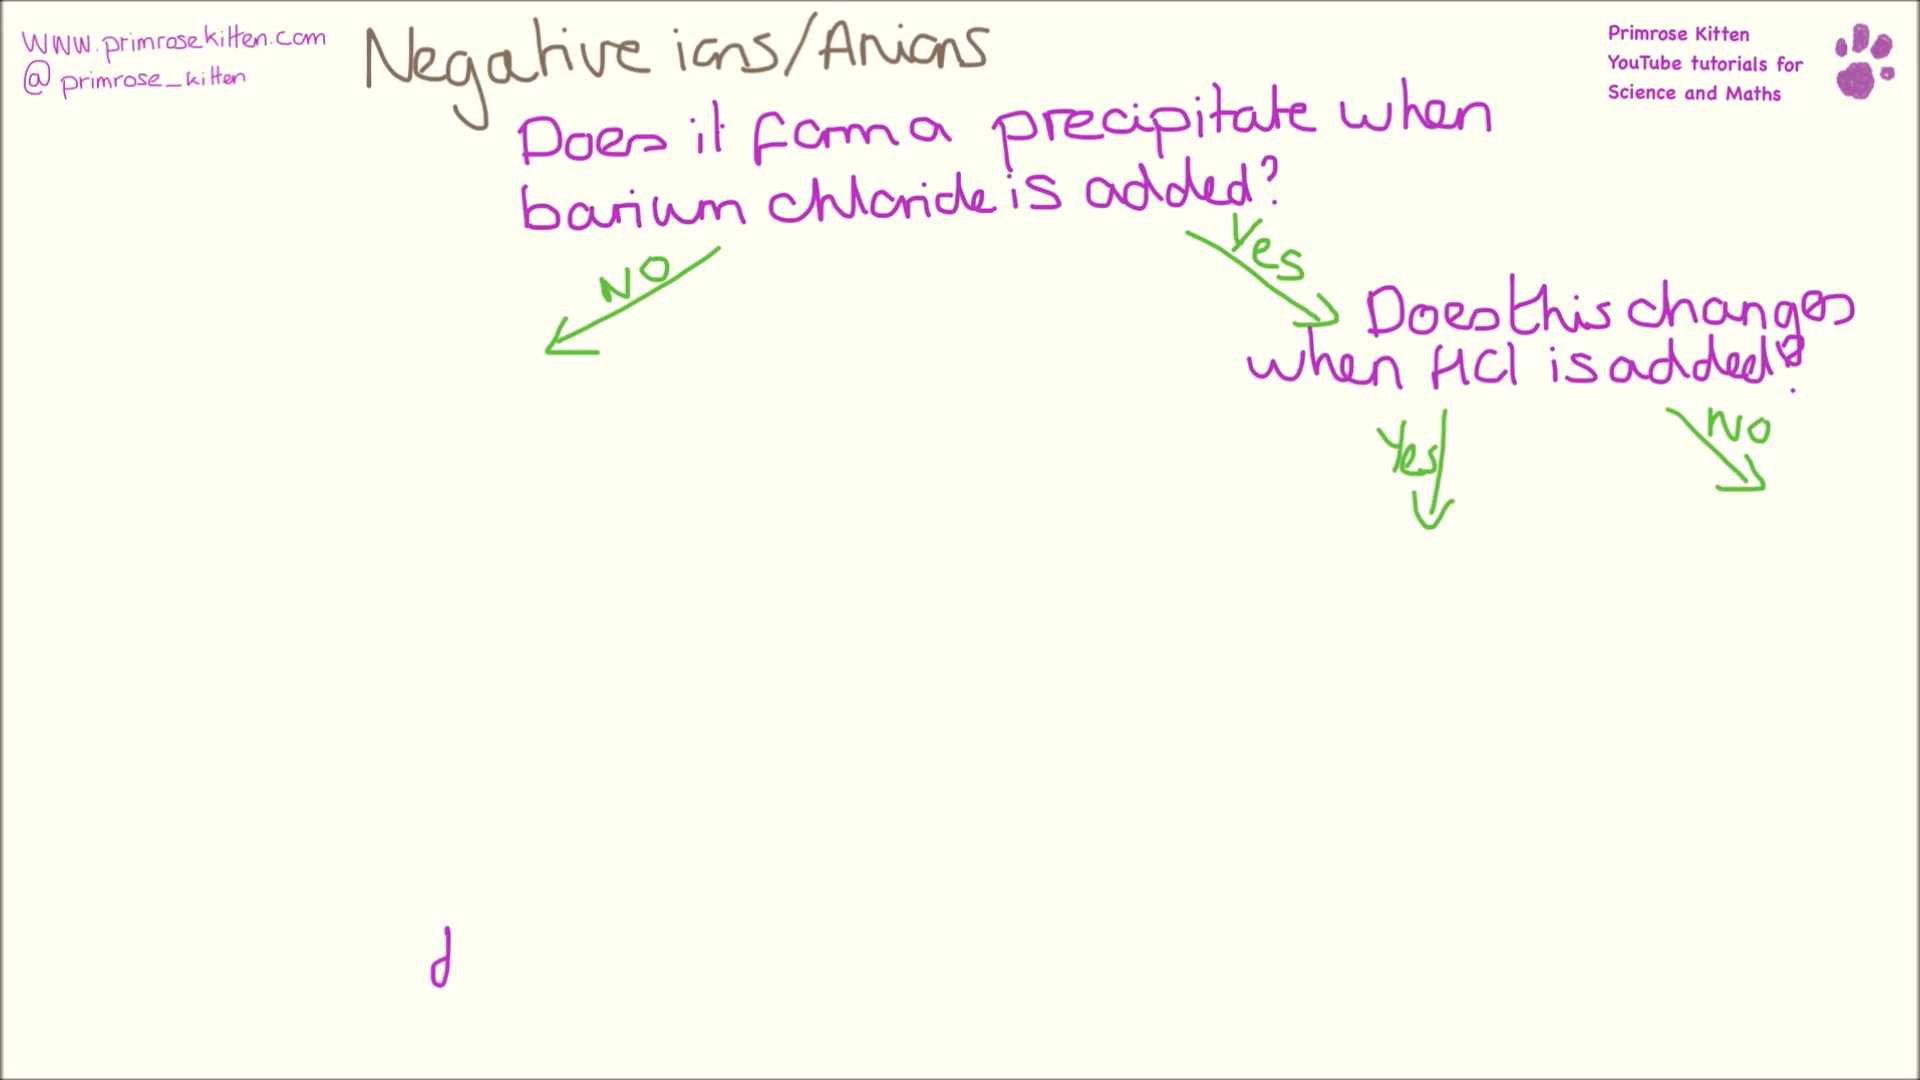 www.primrosekitten.com
@primrose_kitten
Negative ions/Anions
Primrose Kitten
YouTube tutorials for
Science and Maths
Does it form a precipitate when
barium chloride is added?
NO
Yes
Does this changes
when HCl is added?
Yes
NO
d